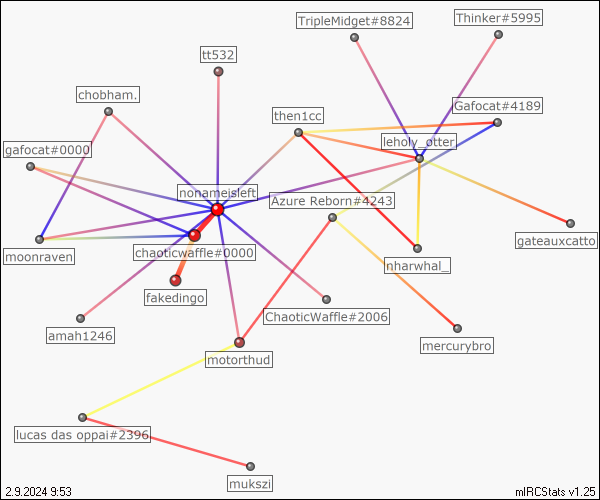 TripleMidget#8824
Thinker#5995
tt532
chobham.
then1cc
Gafocat#4189
leholy_otter
gafocat#0000
nonameisleft
Azure Reborn#4243
moonraven
chaoticwaffle#0000
nharwhal_
gateauxcatto
fakedingo
ChaoticWaffle#2006
amah1246
motorthud
mercurybro
lucas das oppai#2396
mukszi
2.9.2024 9:53
mIRCStats v1.25